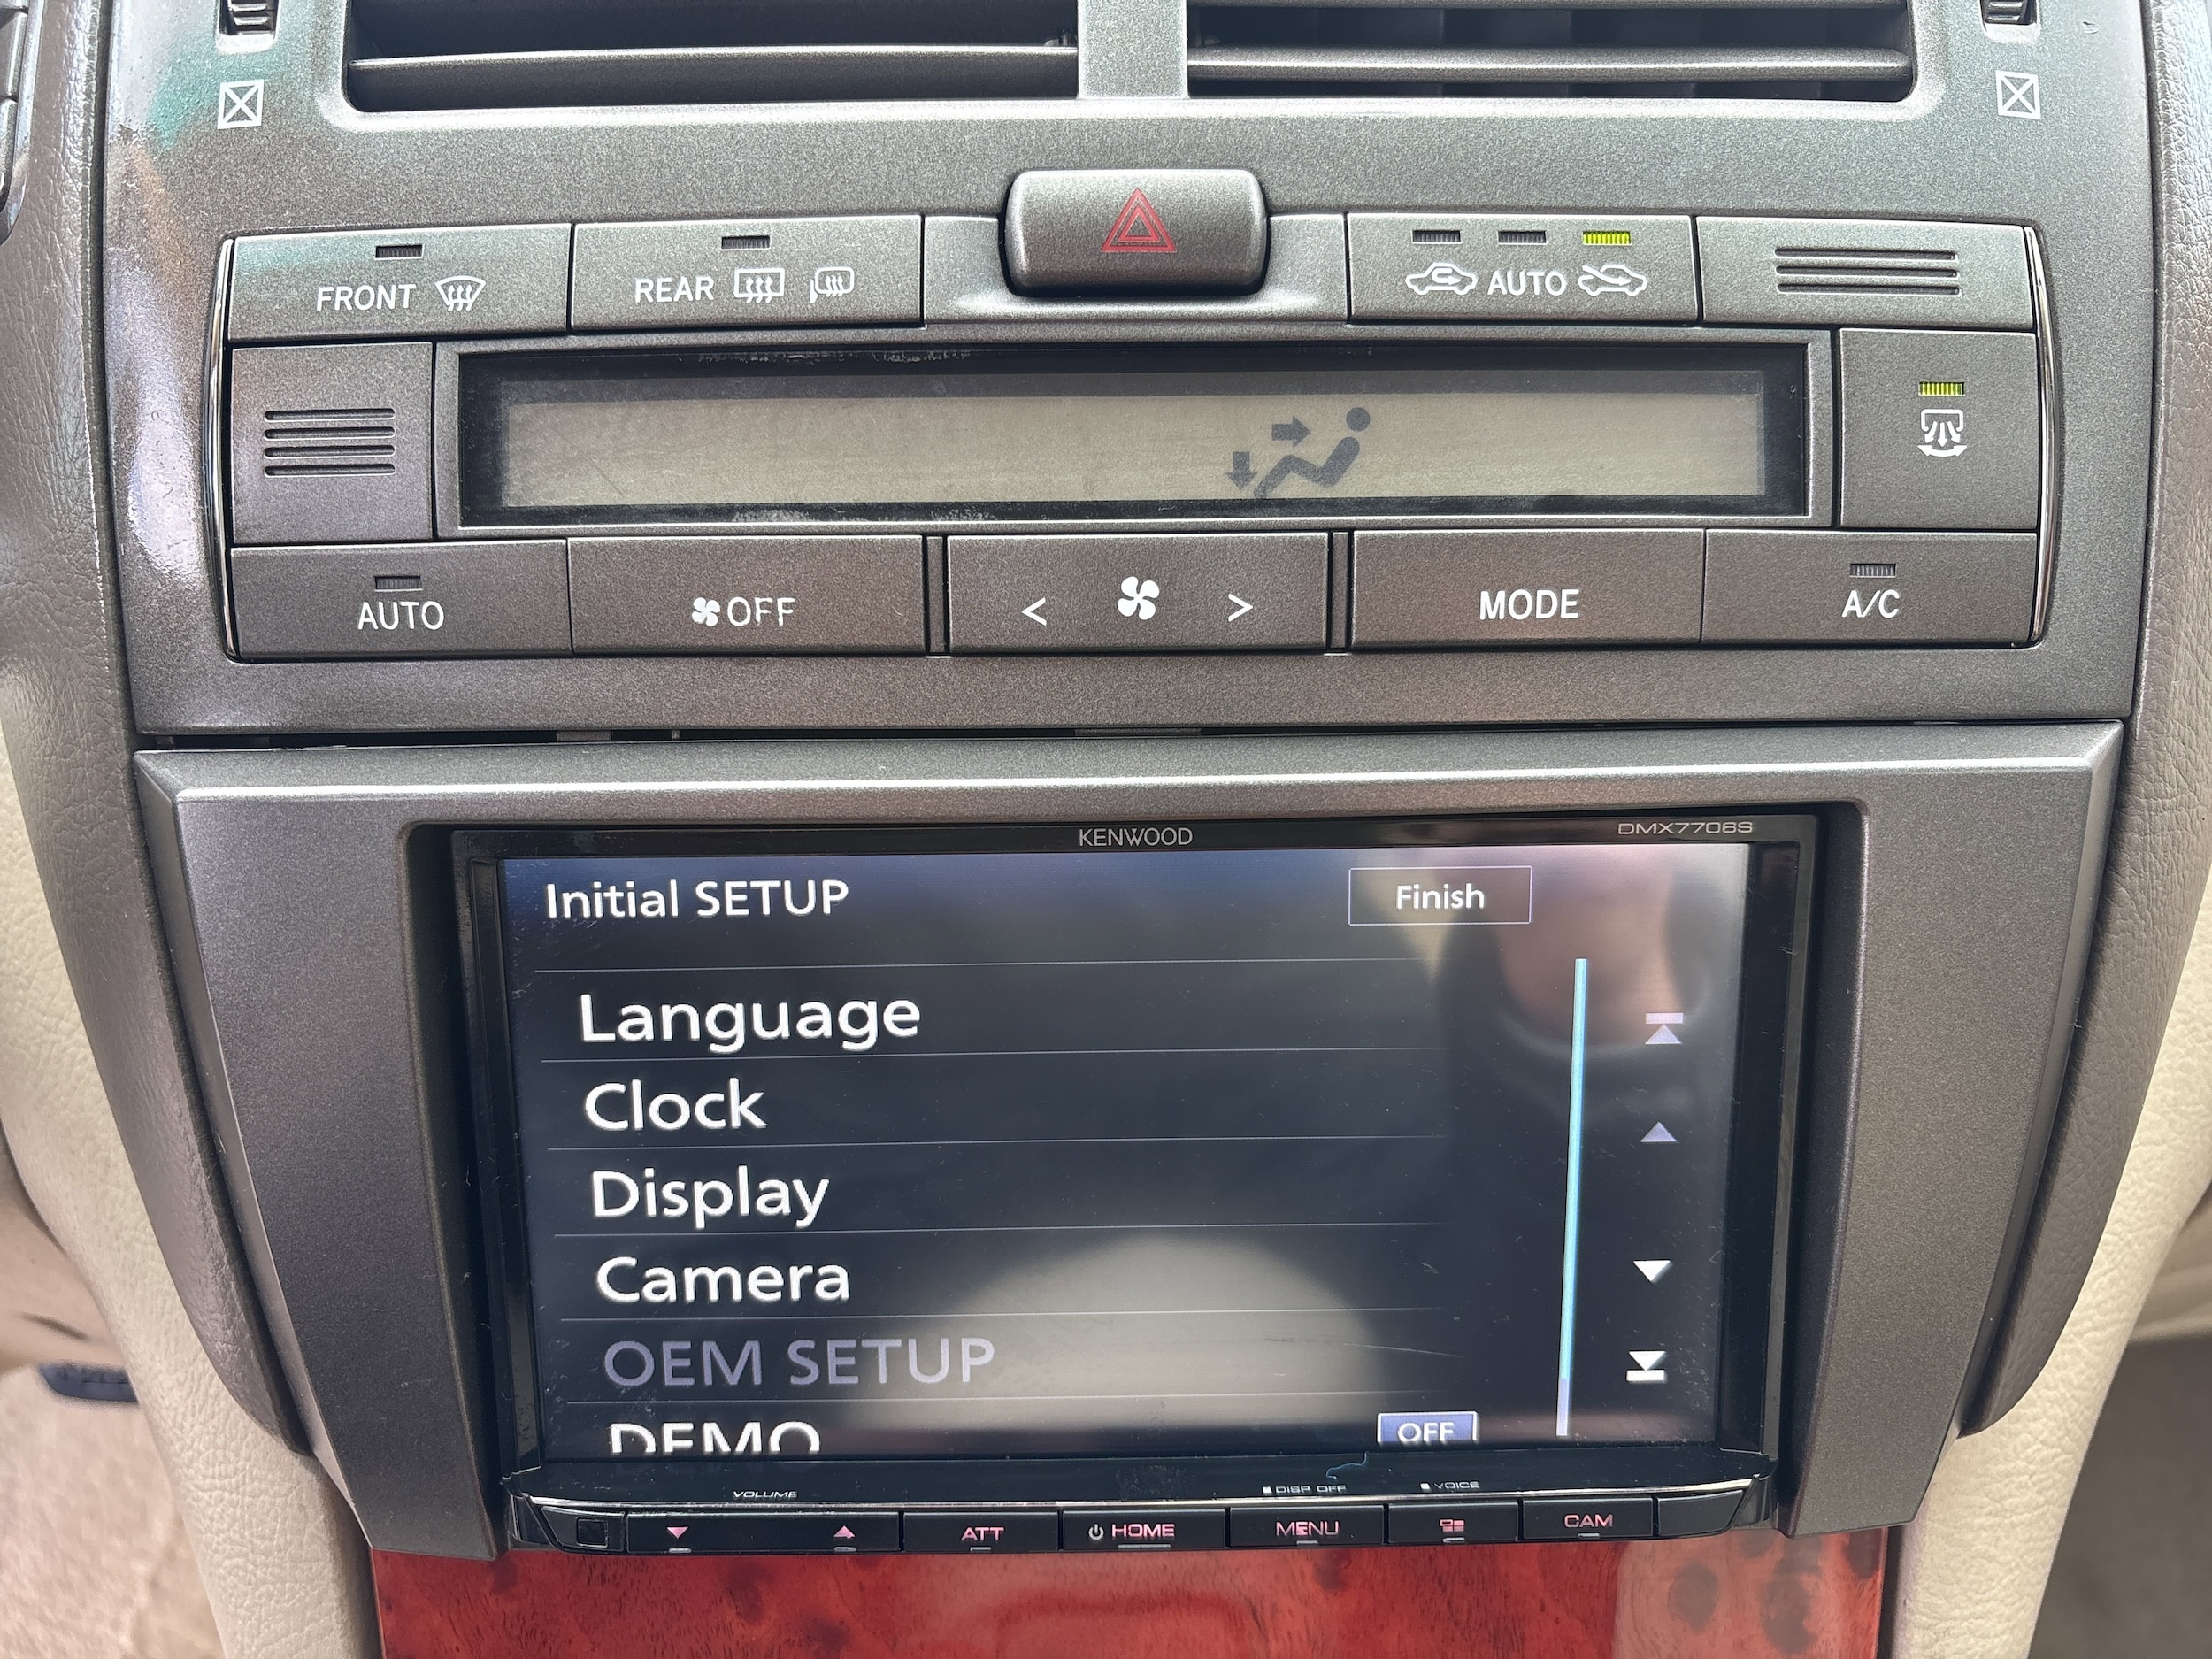 FRONT
REAR
AUTO
AUTO
OFF
< >
MODE
A/C
KENWOOD
DMX7706S
Initial SETUP
Finish
Language
Clock
Display
Camera
OEM SETUP
DEMO
OFF
VOLUME
DISP OFF
VOICE
ATT
HOME
MENU
CAM